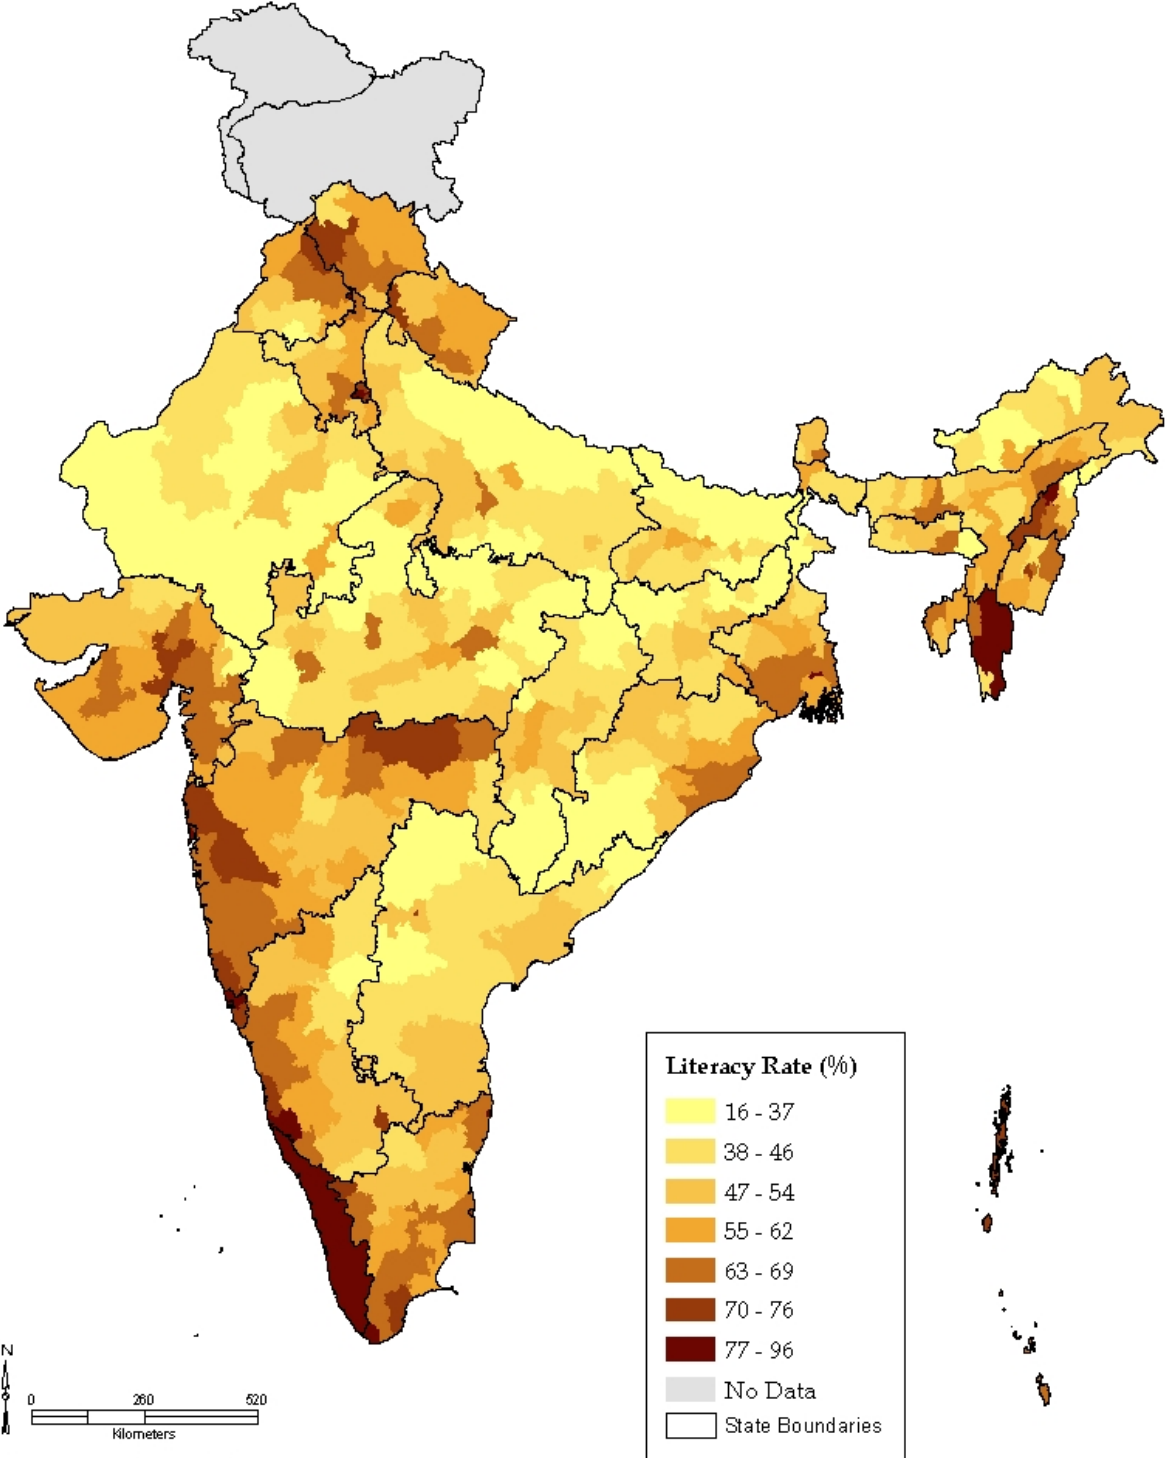 Literacy Rate (%)
16 - 37
38 - 46
47 - 54
55 - 62
63 - 69
70 - 76
77 - 96
No Data
State Boundaries
N
0 260 520
Kilometers